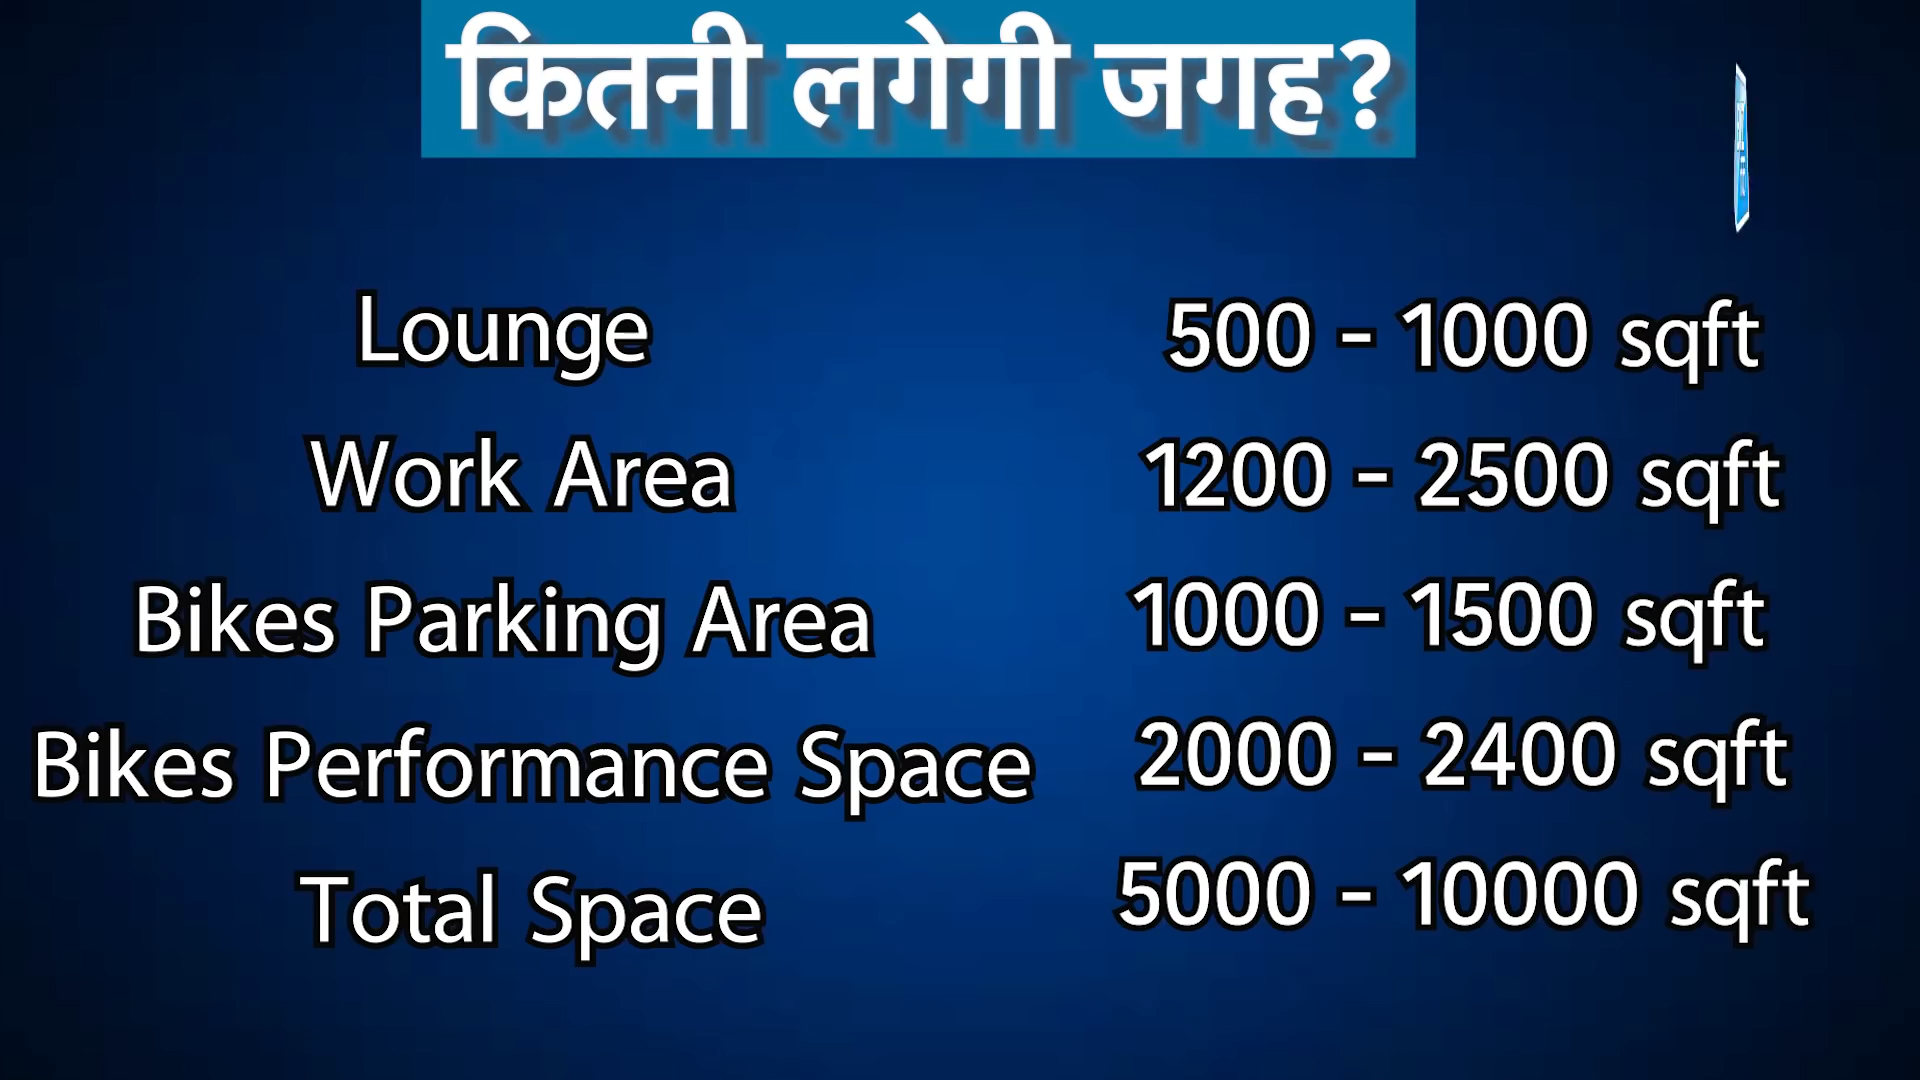 कितनी लगेगी जगह?
Lounge 500 - 1000 sqft
Work Area 1200 - 2500 sqft
Bikes Parking Area 1000 - 1500 sqft
Bikes Performance Space 2000 - 2400 sqft
Total Space 5000 - 10000 sqft